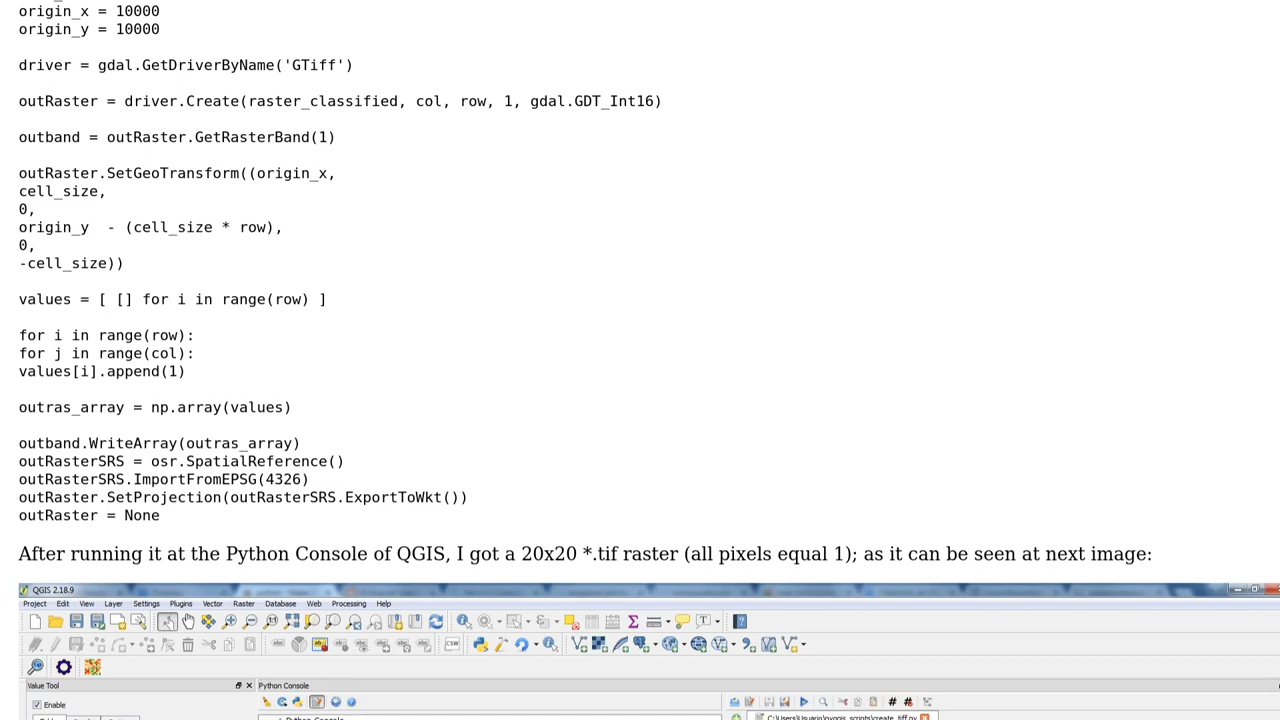 origin_x = 10000
origin_y = 10000
driver = gdal.GetDriverByName('GTiff')
outRaster = driver.Create(raster_classified, col, row, 1, gdal.GDT_Int16)
outband = outRaster.GetRasterBand(1)
outRaster.SetGeoTransform((origin_x,
cell_size,
0,
origin_y  - (cell_size * row),
0,
-cell_size))
values = [ [] for i in range(row) ]
for i in range(row):
for j in range(col):
values[i].append(1)
outras_array = np.array(values)
outband.WriteArray(outras_array)
outRasterSRS = osr.SpatialReference()
outRasterSRS.ImportFromEPSG(4326)
outRaster.SetProjection(outRasterSRS.ExportToWkt())
outRaster = None
After running it at the Python Console of QGIS, I got a 20x20 *.tif raster (all pixels equal 1); as it can be seen at next image:
QGIS 2.18.9
Project Edit View Layer Settings Plugins Vector Raster Database Web Processing Help
Value Tool Python Console
Enable